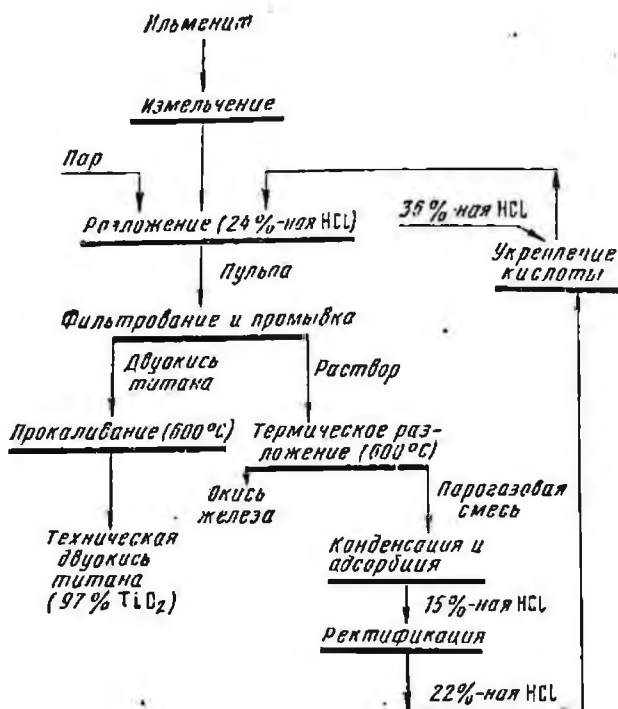 Ильменит
Измельчение
Пар
Разложение (24%-ная HCl)
36%-ная HCl
Укрепление
кислоты
Пульпа
Фильтрование и промывка
Двуокись
титана
Раствор
Прокаливание (600°С)
Термическое раз-
ложение (600°С)
Окись
железа
Парогазовая
смесь
Техническая
двуокись
титана
(97% TiO2)
Конденсация и
адсорбция
15%-ная HCl
Ректификация
22%-ная HCl